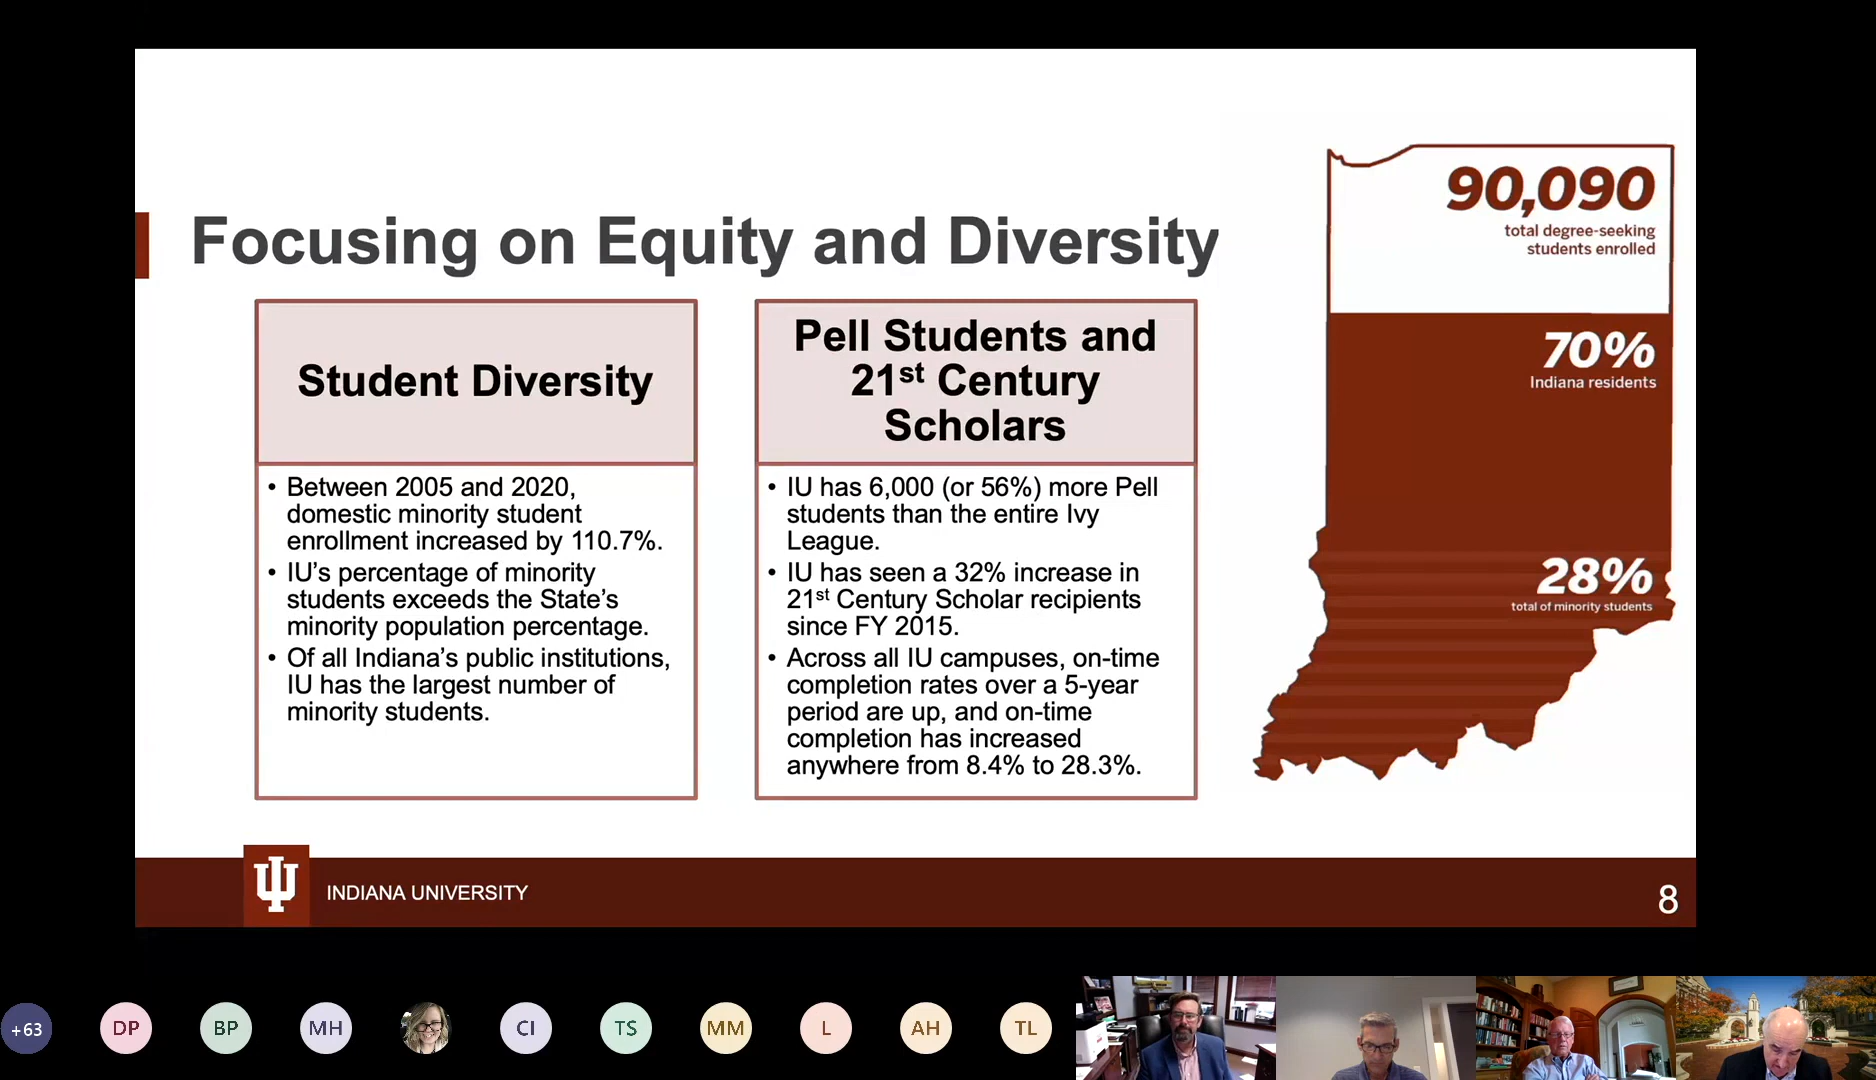 Focusing on Equity and Diversity
Student Diversity
• Between 2005 and 2020,
domestic minority student
enrollment increased by 110.7%.
• IU’s percentage of minority
students exceeds the State’s
minority population percentage.
• Of all Indiana’s public institutions,
IU has the largest number of
minority students.
Pell Students and
21st Century
Scholars
• IU has 6,000 (or 56%) more Pell
students than the entire Ivy
League.
• IU has seen a 32% increase in
21st Century Scholar recipients
since FY 2015.
• Across all IU campuses, on-time
completion rates over a 5-year
period are up, and on-time
completion has increased
anywhere from 8.4% to 28.3%.
90,090
total degree-seeking
students enrolled
70%
Indiana residents
28%
total of minority students
INDIANA UNIVERSITY
8
+63
DP
BP
MH
CI
TS
MM
L
AH
TL